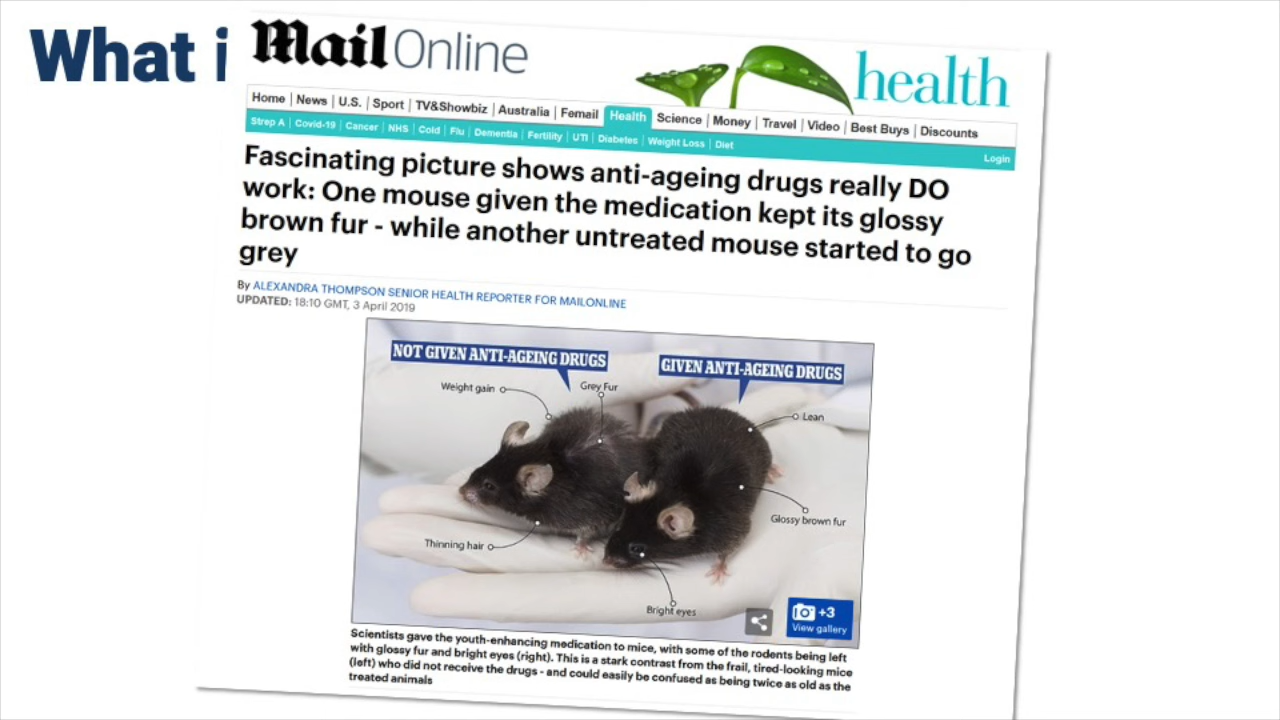 What i
Mail Online
health
Home | News | U.S. | Sport | TV&Showbiz | Australia | Femail | Health | Science | Money | Travel | Video | Best Buys | Discounts
Strep A | Covid-19 | Cancer | NHS | Cold | Flu | Dementia | Fertility | UTI | Diabetes | Weight Loss | Diet
Login
Fascinating picture shows anti-ageing drugs really DO
work: One mouse given the medication kept its glossy
brown fur - while another untreated mouse started to go
grey
By ALEXANDRA THOMPSON SENIOR HEALTH REPORTER FOR MAILONLINE
UPDATED: 18:10 GMT, 3 April 2019
NOT GIVEN ANTI-AGEING DRUGS
GIVEN ANTI-AGEING DRUGS
Weight gain
Grey Fur
Lean
Glossy brown fur
Thinning hair
Bright eyes
+3
View gallery
Scientists gave the youth-enhancing medication to mice, with some of the rodents being left
with glossy fur and bright eyes (right). This is a stark contrast from the frail, tired-looking mice
(left) who did not receive the drugs - and could easily be confused as being twice as old as the
treated animals